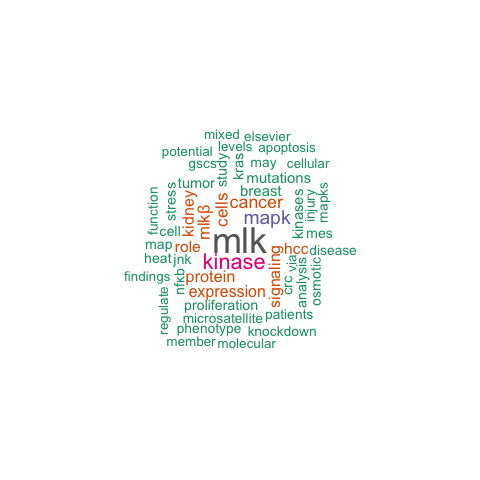 mixed
elsevier
potential
levels
apoptosis
gscs
study
kras
may
cellular
tumor
mutations
function
stress
kidney
cells
breast
cancer
kinases
injury
mapks
mlkβ
mapk
cell
mes
map
role
mlk
hcc
disease
heat
jnk
kinase
via
findings
nfkb
protein
signaling
crc
analysis
osmotic
expression
regulate
proliferation
microsatellite
patients
phenotype
knockdown
member
molecular